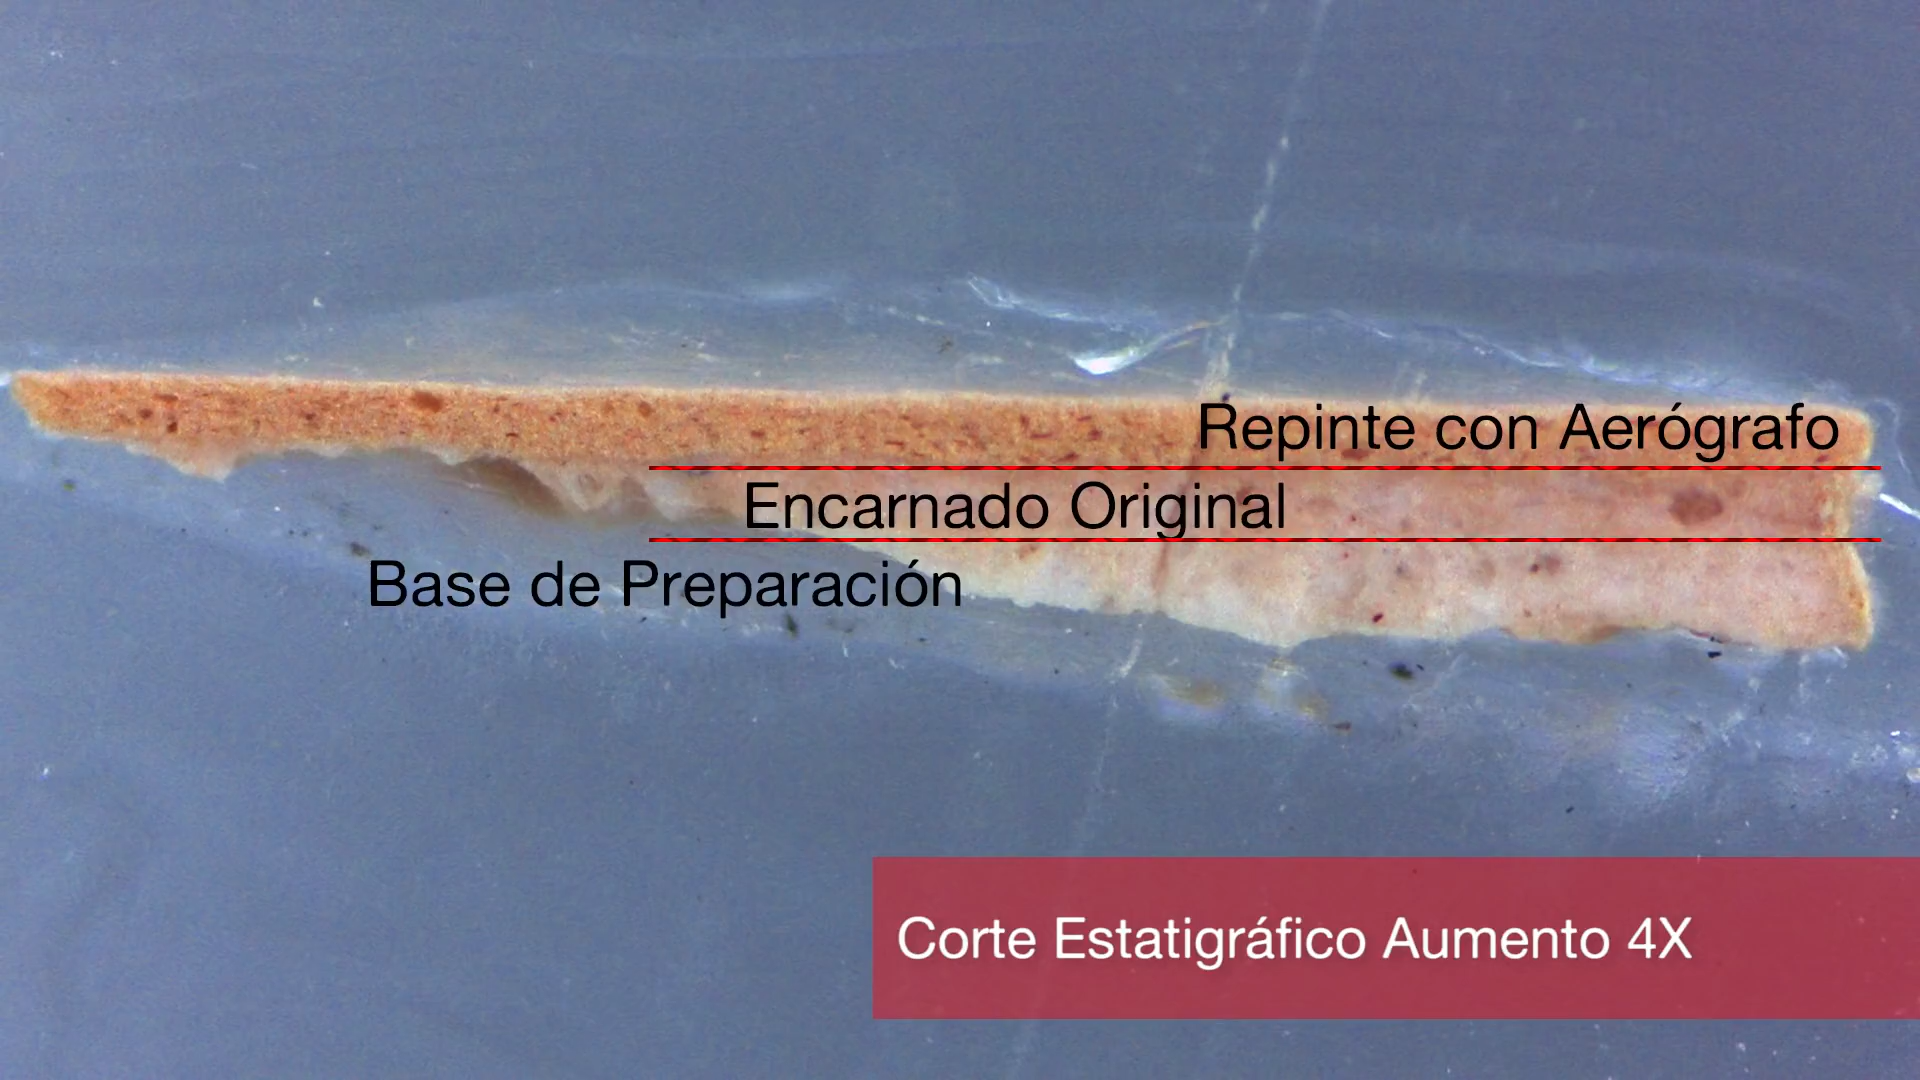 Repinte con Aerógrafo
Encarnado Original
Base de Preparación
Corte Estatigráfico Aumento 4X